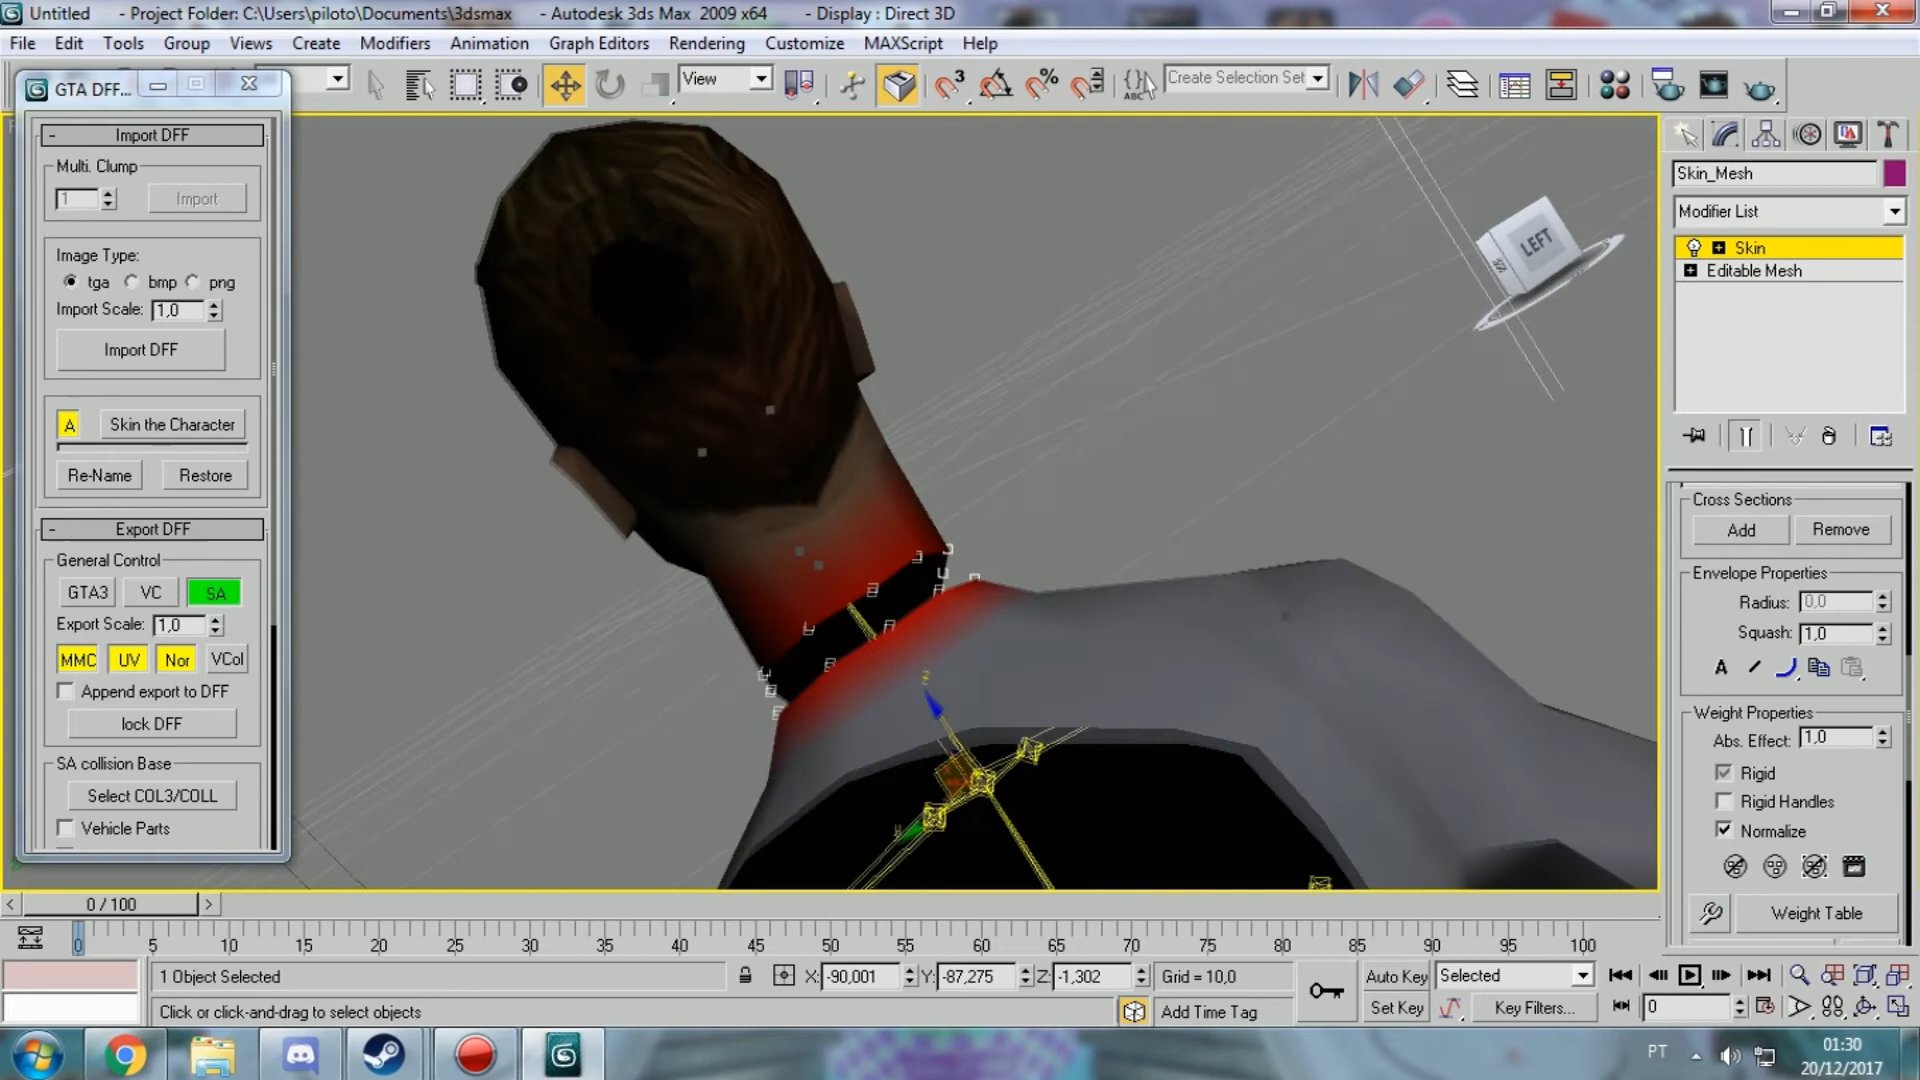 Untitled - Project Folder: C:\Users\piloto\Documents\3dsmax - Autodesk 3ds Max 2009 x64 - Display : Direct 3D
File Edit Tools Group Views Create Modifiers Animation Graph Editors Rendering Customize MAXScript Help
View
3
%
ABC
Create Selection Set
GTA DFF...
- Import DFF
Multi. Clump
1 Import
Image Type:
tga bmp png
Import Scale: 1,0
Import DFF
A Skin the Character
Re-Name Restore
- Export DFF
General Control
GTA3 VC SA
Export Scale: 1,0
MMC UV Nor VCol
Append export to DFF
lock DFF
SA collision Base
Select COL3/COLL
Vehicle Parts
LEFT
z
Skin_Mesh
Modifier List
Skin
Editable Mesh
Cross Sections
Add Remove
Envelope Properties
Radius: 0,0
Squash: 1,0
A
Weight Properties
Abs. Effect: 1,0
Rigid
Rigid Handles
Normalize
Weight Table
< 0 / 100 >
0 5 10 15 20 25 30 35 40 45 50 55 60 65 70 75 80 85 90 95 100
1 Object Selected X: -90,001 Y: -87,275 Z: -1,302 Grid = 10,0 Auto Key Selected
Click or click-and-drag to select objects Add Time Tag Set Key Key Filters... 0
PT 01:30
20/12/2017